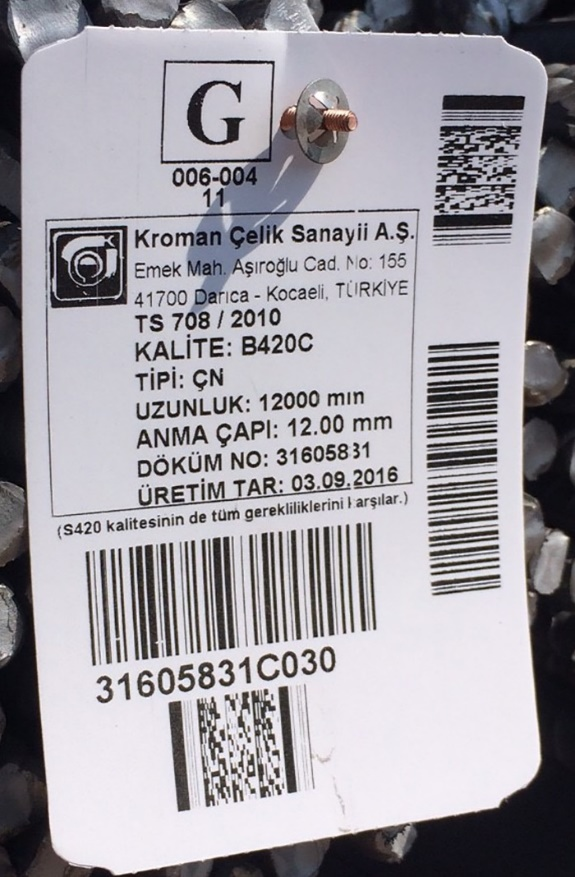 G
006-004
11
Kroman Çelik Sanayii A.Ş.
Emek Mah. Aşıroğlu Cad. No: 155
41700 Darıca - Kocaeli, TÜRKİYE
TS 708 / 2010
KALİTE: B420C
TİPİ: ÇN
UZUNLUK: 12000 mm
ANMA ÇAPI: 12.00 mm
DÖKÜM NO: 31605831
ÜRETİM TAR: 03.09.2016
(S420 kalitesinin de tüm gerekliliklerini karşılar.)
31605831C030